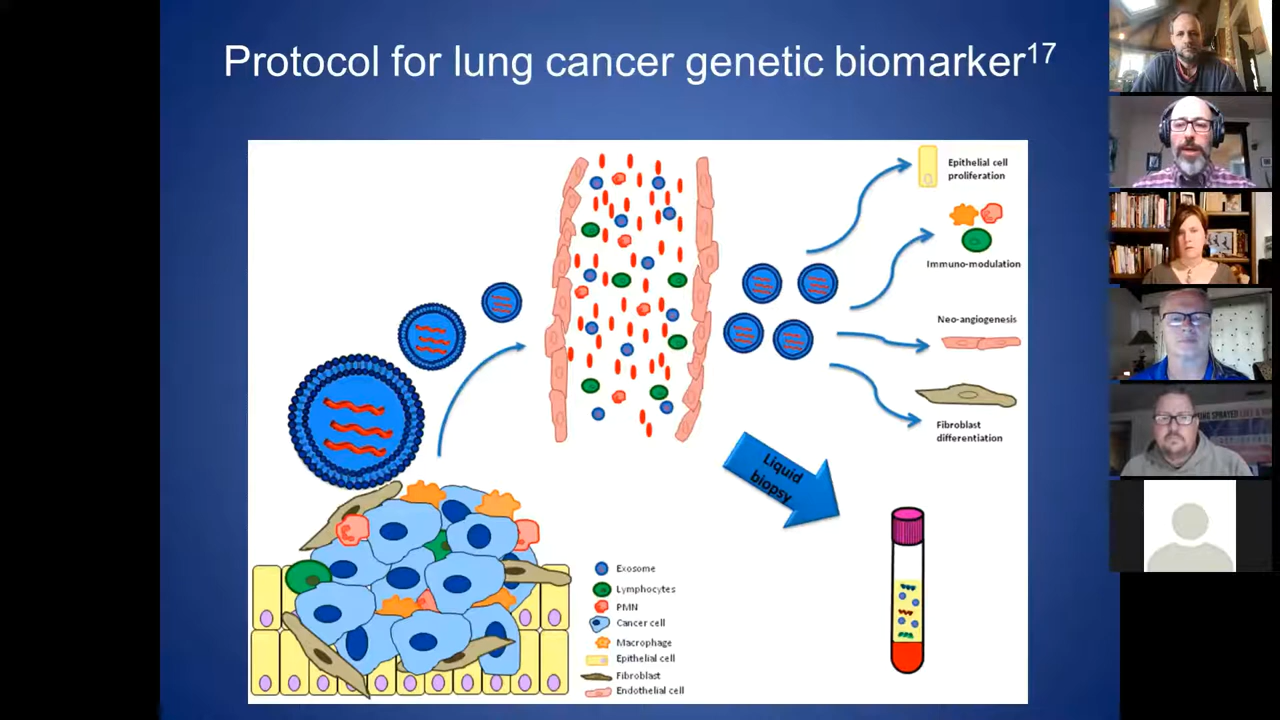 Protocol for lung cancer genetic biomarker17
Epithelial cell
proliferation
Immuno-modulation
Neo-angiogenesis
Fibroblast
differentiation
Liquid
biopsy
Exosome
Lymphocytes
PMN
Cancer cell
Macrophage
Epithelial cell
Fibroblast
Endothelial cell